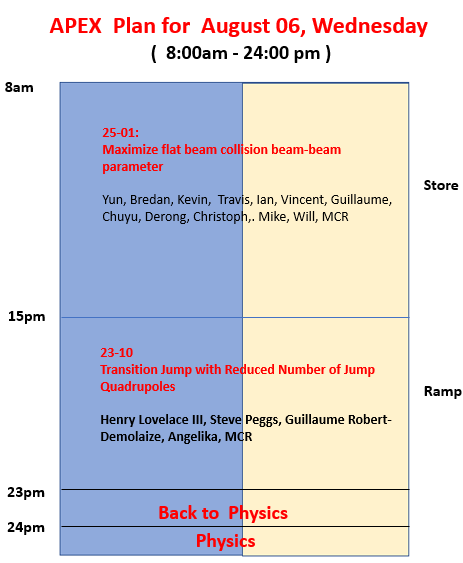 APEX  Plan for  August 06, Wednesday
(  8:00am - 24:00 pm )
8am
25-01:
Maximize flat beam collision beam-beam
parameter
Yun, Bredan, Kevin,  Travis, Ian, Vincent, Guillaume,
Chuyu, Derong, Christoph,. Mike, Will, MCR
Store
15pm
23-10
Transition Jump with Reduced Number of Jump
Quadrupoles
Henry Lovelace III, Steve Peggs, Guillaume Robert-
Demolaize, Angelika, MCR
Ramp
23pm
Back to  Physics
24pm
Physics